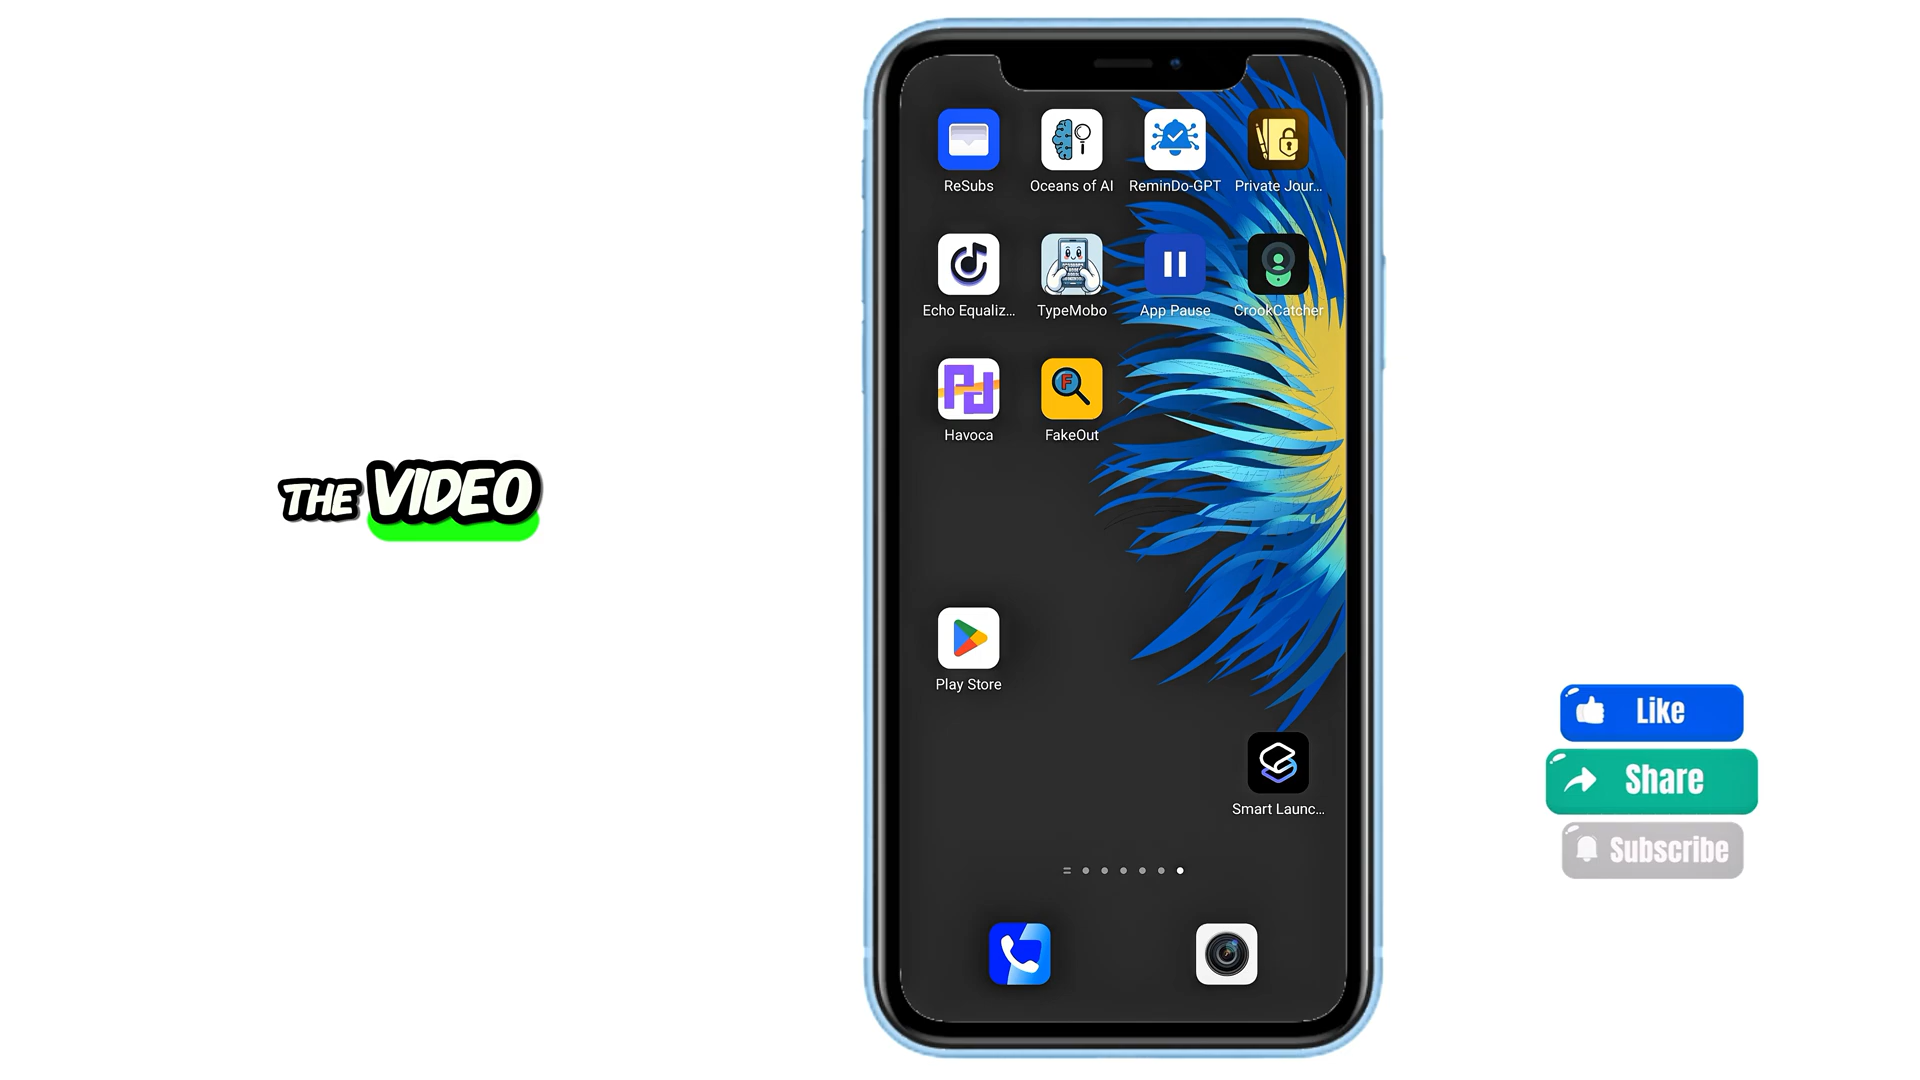 THE VIDEO
ReSubs
Oceans of AI
ReminDo-GPT
Private Jour...
Echo Equaliz...
TypeMobo
App Pause
CrookCatcher
Havoca
F
FakeOut
Play Store
Smart Launc...
Like
Share
Subscribe